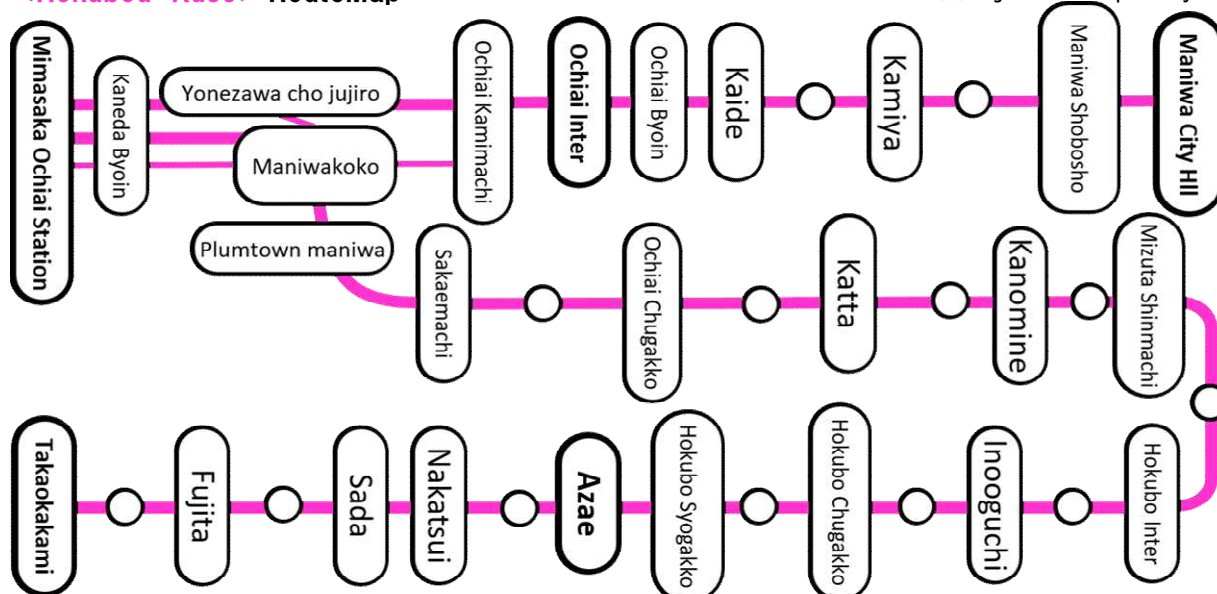 RouteMap
Mimasaka Ochiai Station
Kaneda Byoin
Yonezawa cho jujiro
Maniwakoko
Ochiai Kamimachi
Ochiai Inter
Ochiai Byoin
Kaide
Kamiya
Maniwa Shobosho
Maniwa City Hll
Plumtown maniwa
Sakaemachi
Ochiai Chugakko
Katta
Kanomine
Mizuta Shinmachi
Takaokakami
Fujita
Sada
Nakatsui
Azae
Hokubo Syogakko
Hokubo Chugakko
Inooguchi
Hokubo Inter